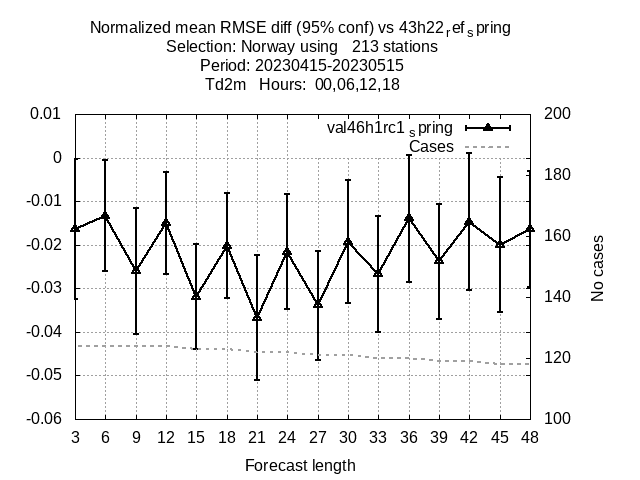 Normalized mean RMSE diff (95% conf) vs 43h22refspring
Selection: Norway using 213 stations
Period: 20230415-20230515
Td2m Hours: 00,06,12,18
val46h1rc1spring
Cases
0.01
0
-0.01
-0.02
-0.03
-0.04
-0.05
-0.06
200
180
160
140
120
100
No cases
3 6 9 12 15 18 21 24 27 30 33 36 39 42 45 48
Forecast length